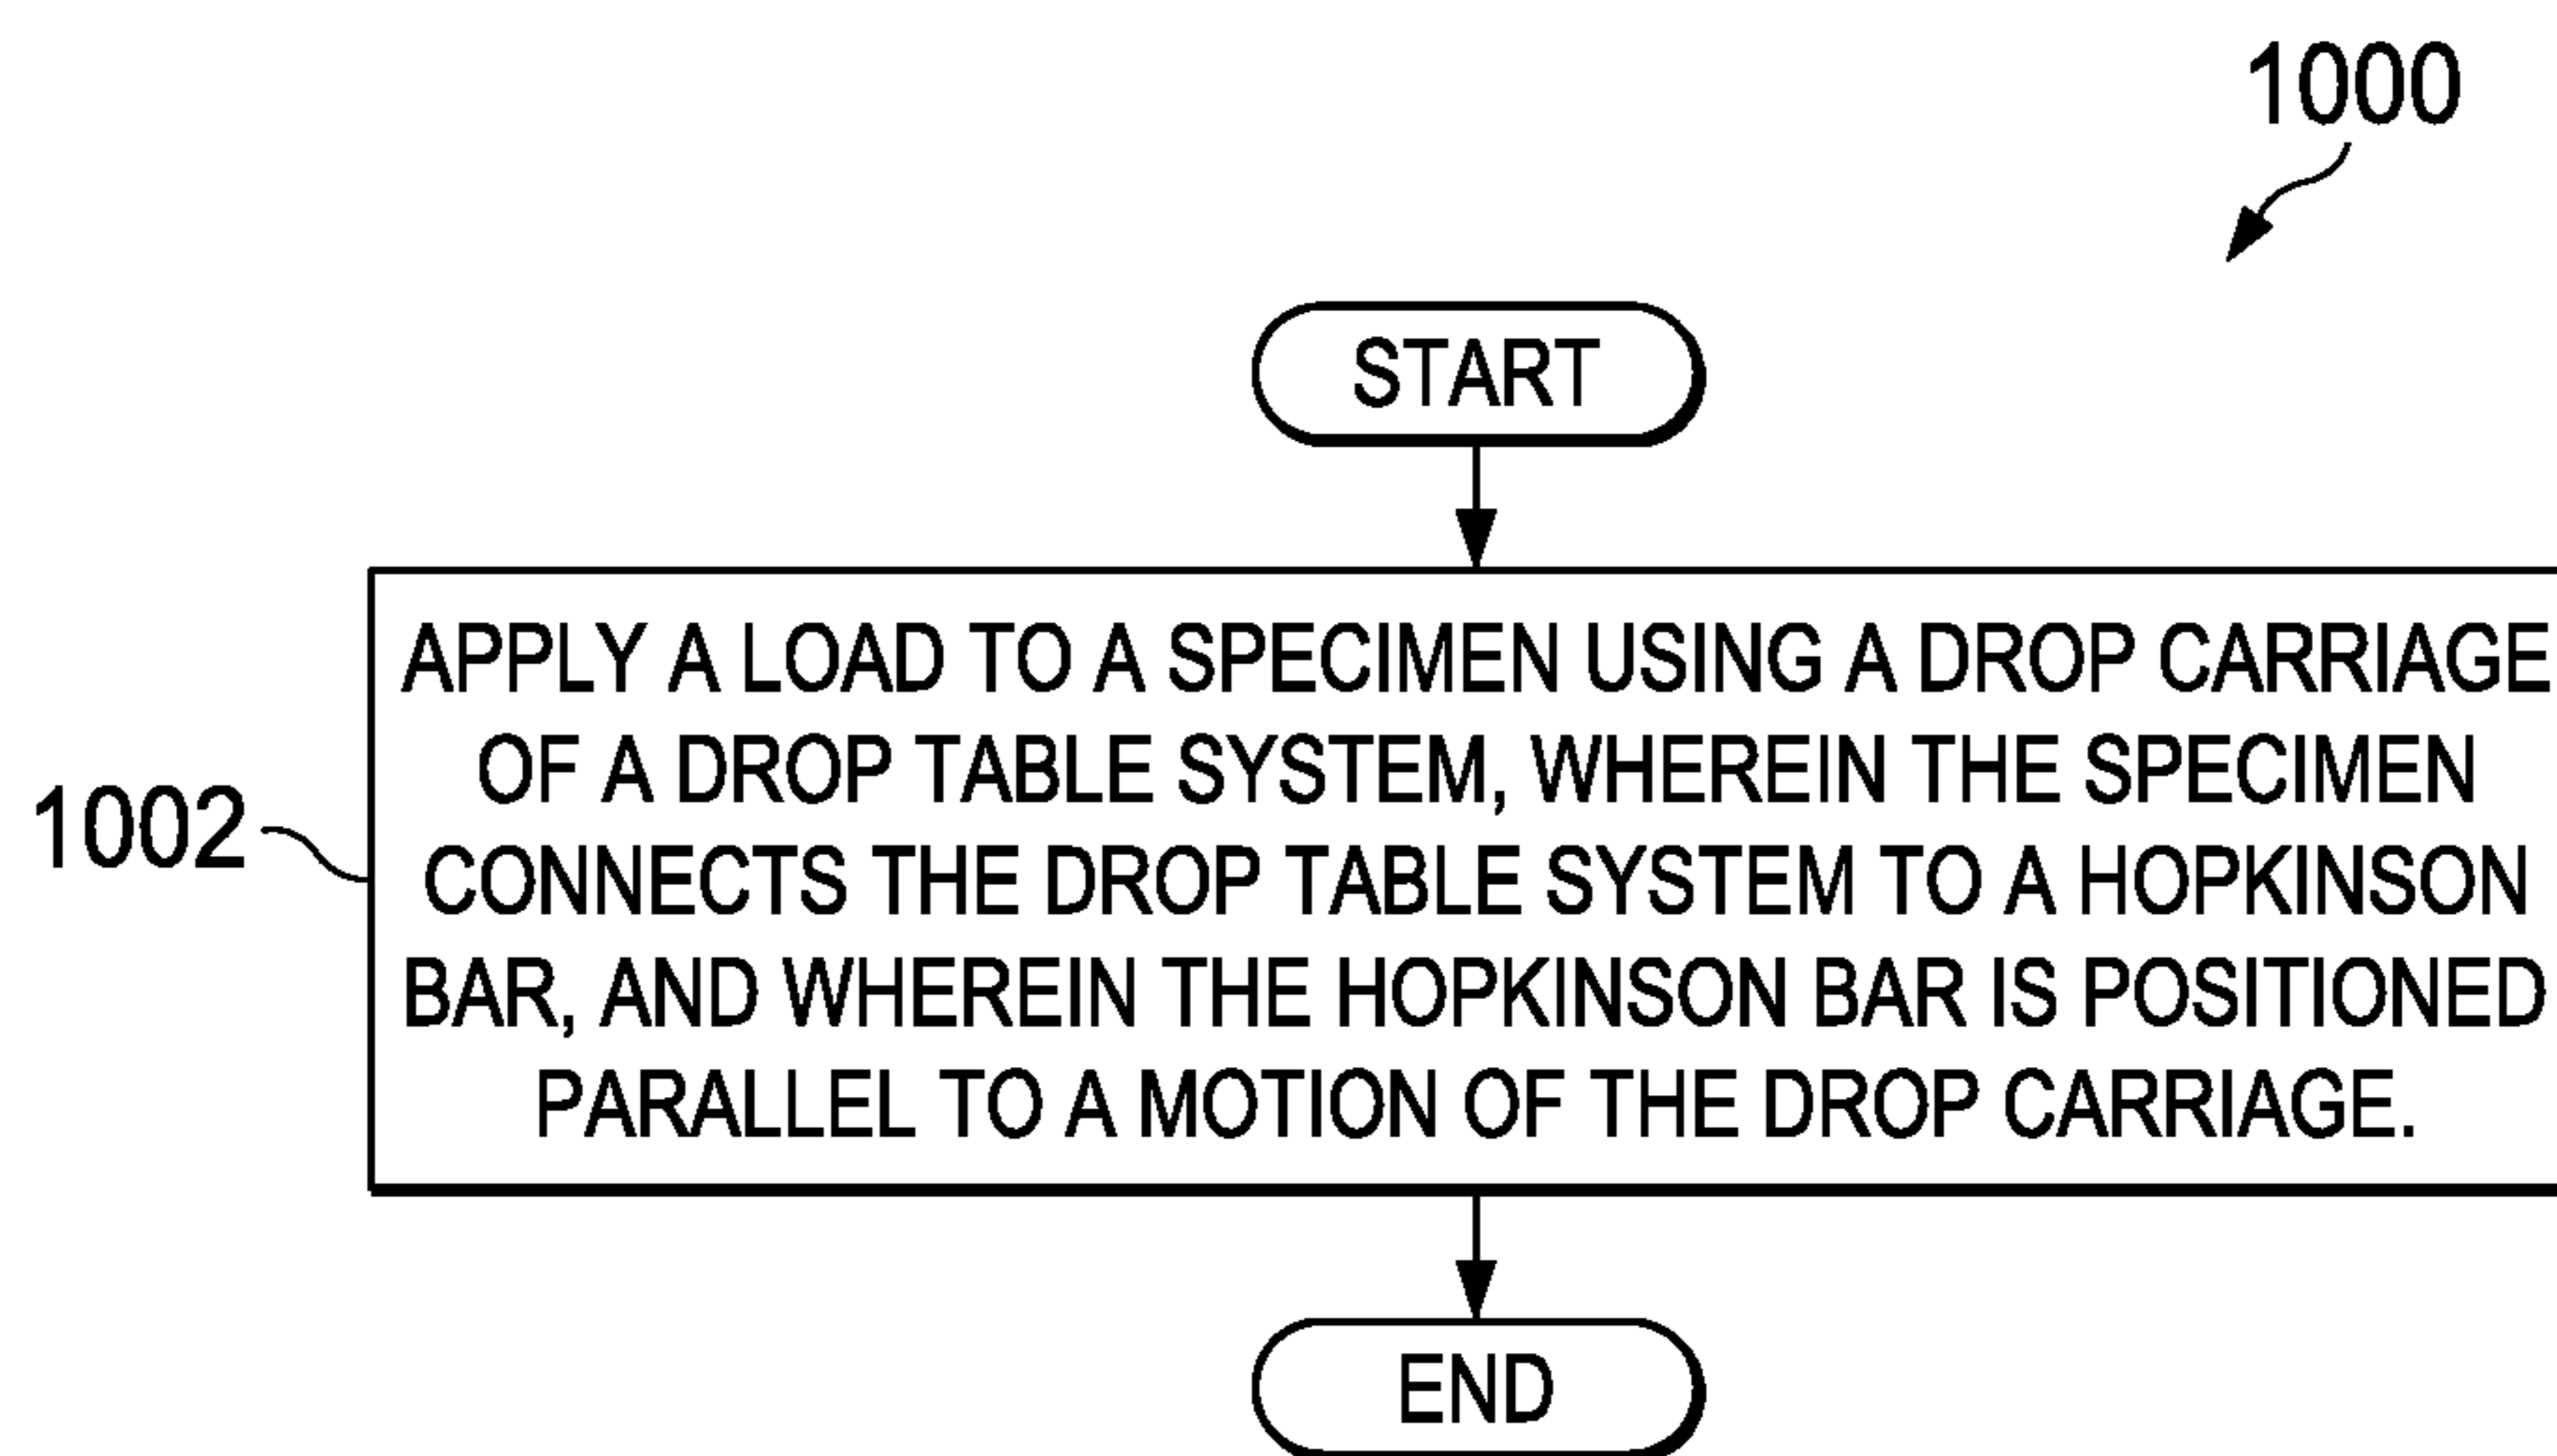 1000
START
APPLY A LOAD TO A SPECIMEN USING A DROP CARRIAGE
OF A DROP TABLE SYSTEM, WHEREIN THE SPECIMEN
CONNECTS THE DROP TABLE SYSTEM TO A HOPKINSON
BAR, AND WHEREIN THE HOPKINSON BAR IS POSITIONED
PARALLEL TO A MOTION OF THE DROP CARRIAGE.
1002
END